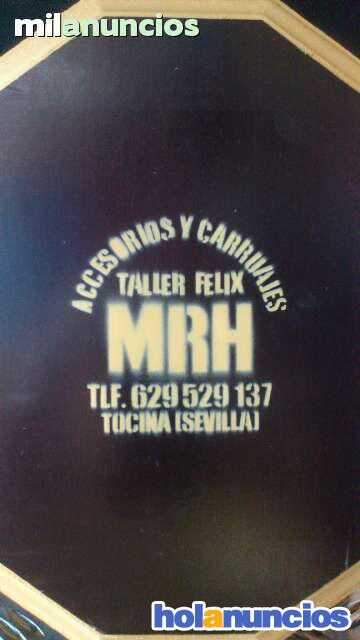 milanuncios
ACCESORIOS Y CARRUAJES
TALLER FELIX
MRH
TLF. 629 529 137
TOCINA (SEVILLA)
holanuncios